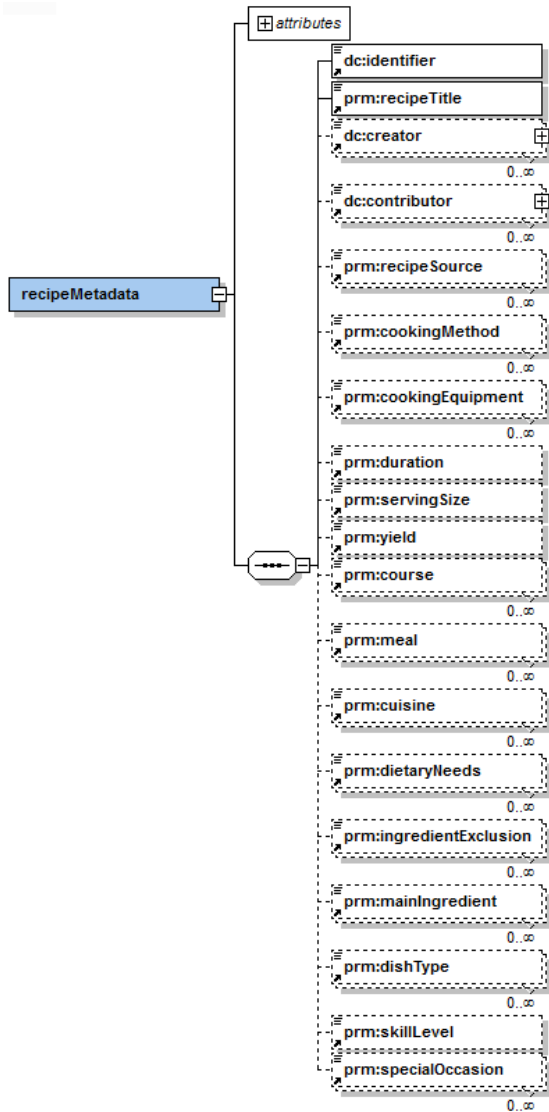 attributes
dc:identifier
prm:recipeTitle
dc:creator
0..∞
dc:contributor
0..∞
recipeMetadata
prm:recipeSource
0..∞
prm:cookingMethod
0..∞
prm:cookingEquipment
0..∞
prm:duration
prm:servingSize
prm:yield
prm:course
0..∞
prm:meal
0..∞
prm:cuisine
0..∞
prm:dietaryNeeds
0..∞
prm:ingredientExclusion
0..∞
prm:mainIngredient
0..∞
prm:dishType
0..∞
prm:skillLevel
prm:specialOccasion
0..∞